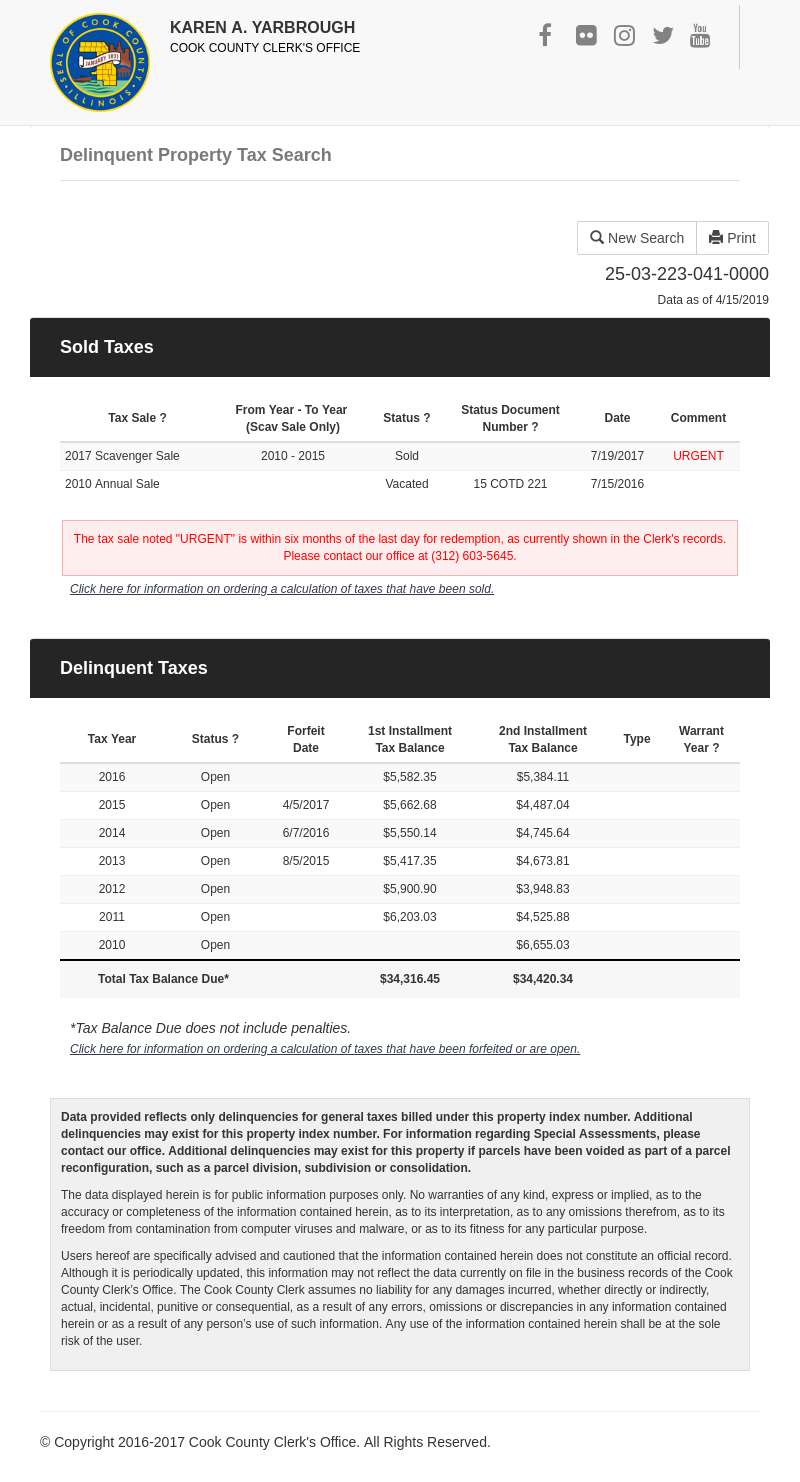 KAREN A. YARBROUGH
COOK COUNTY CLERK'S OFFICE
SEAL OF COOK COUNTY
JANUARY 1831
ILLINOIS
You
Tube
Delinquent Property Tax Search
New Search Print
25-03-223-041-0000
Data as of 4/15/2019
Sold Taxes
Tax Sale ? From Year - To Year (Scav Sale Only) Status ? Status Document Number ? Date Comment
2017 Scavenger Sale 2010 - 2015 Sold 7/19/2017 URGENT
2010 Annual Sale Vacated 15 COTD 221 7/15/2016
The tax sale noted "URGENT" is within six months of the last day for redemption, as currently shown in the Clerk's records.
Please contact our office at (312) 603-5645.
Click here for information on ordering a calculation of taxes that have been sold.
Delinquent Taxes
Tax Year Status ? Forfeit Date 1st Installment Tax Balance 2nd Installment Tax Balance Type Warrant Year ?
2016 Open $5,582.35 $5,384.11
2015 Open 4/5/2017 $5,662.68 $4,487.04
2014 Open 6/7/2016 $5,550.14 $4,745.64
2013 Open 8/5/2015 $5,417.35 $4,673.81
2012 Open $5,900.90 $3,948.83
2011 Open $6,203.03 $4,525.88
2010 Open $6,655.03
Total Tax Balance Due* $34,316.45 $34,420.34
*Tax Balance Due does not include penalties.
Click here for information on ordering a calculation of taxes that have been forfeited or are open.
Data provided reflects only delinquencies for general taxes billed under this property index number. Additional
delinquencies may exist for this property index number. For information regarding Special Assessments, please
contact our office. Additional delinquencies may exist for this property if parcels have been voided as part of a parcel
reconfiguration, such as a parcel division, subdivision or consolidation.
The data displayed herein is for public information purposes only. No warranties of any kind, express or implied, as to the
accuracy or completeness of the information contained herein, as to its interpretation, as to any omissions therefrom, as to its
freedom from contamination from computer viruses and malware, or as to its fitness for any particular purpose.
Users hereof are specifically advised and cautioned that the information contained herein does not constitute an official record.
Although it is periodically updated, this information may not reflect the data currently on file in the business records of the Cook
County Clerk’s Office. The Cook County Clerk assumes no liability for any damages incurred, whether directly or indirectly,
actual, incidental, punitive or consequential, as a result of any errors, omissions or discrepancies in any information contained
herein or as a result of any person’s use of such information. Any use of the information contained herein shall be at the sole
risk of the user.
© Copyright 2016-2017 Cook County Clerk's Office. All Rights Reserved.